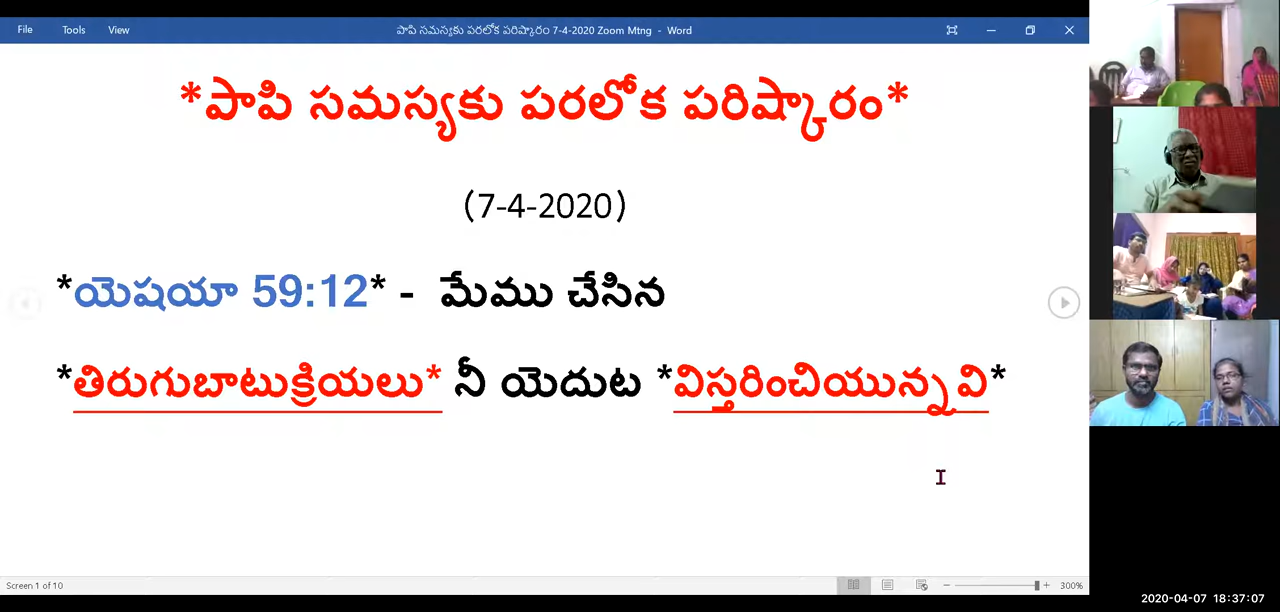 File Tools View పాపి సమస్యకు పరలోక పరిష్కారం 7-4-2020 Zoom Mtng - Word
*పాపి సమస్యకు పరలోక పరిష్కారం*
(7-4-2020)
*యెషయా 59:12* - మేము చేసిన
*తిరుగుబాటుక్రియలు* నీ యెదుట *విస్తరించియున్నవి*
Screen 1 of 10 300%
2020-04-07 18:37:07